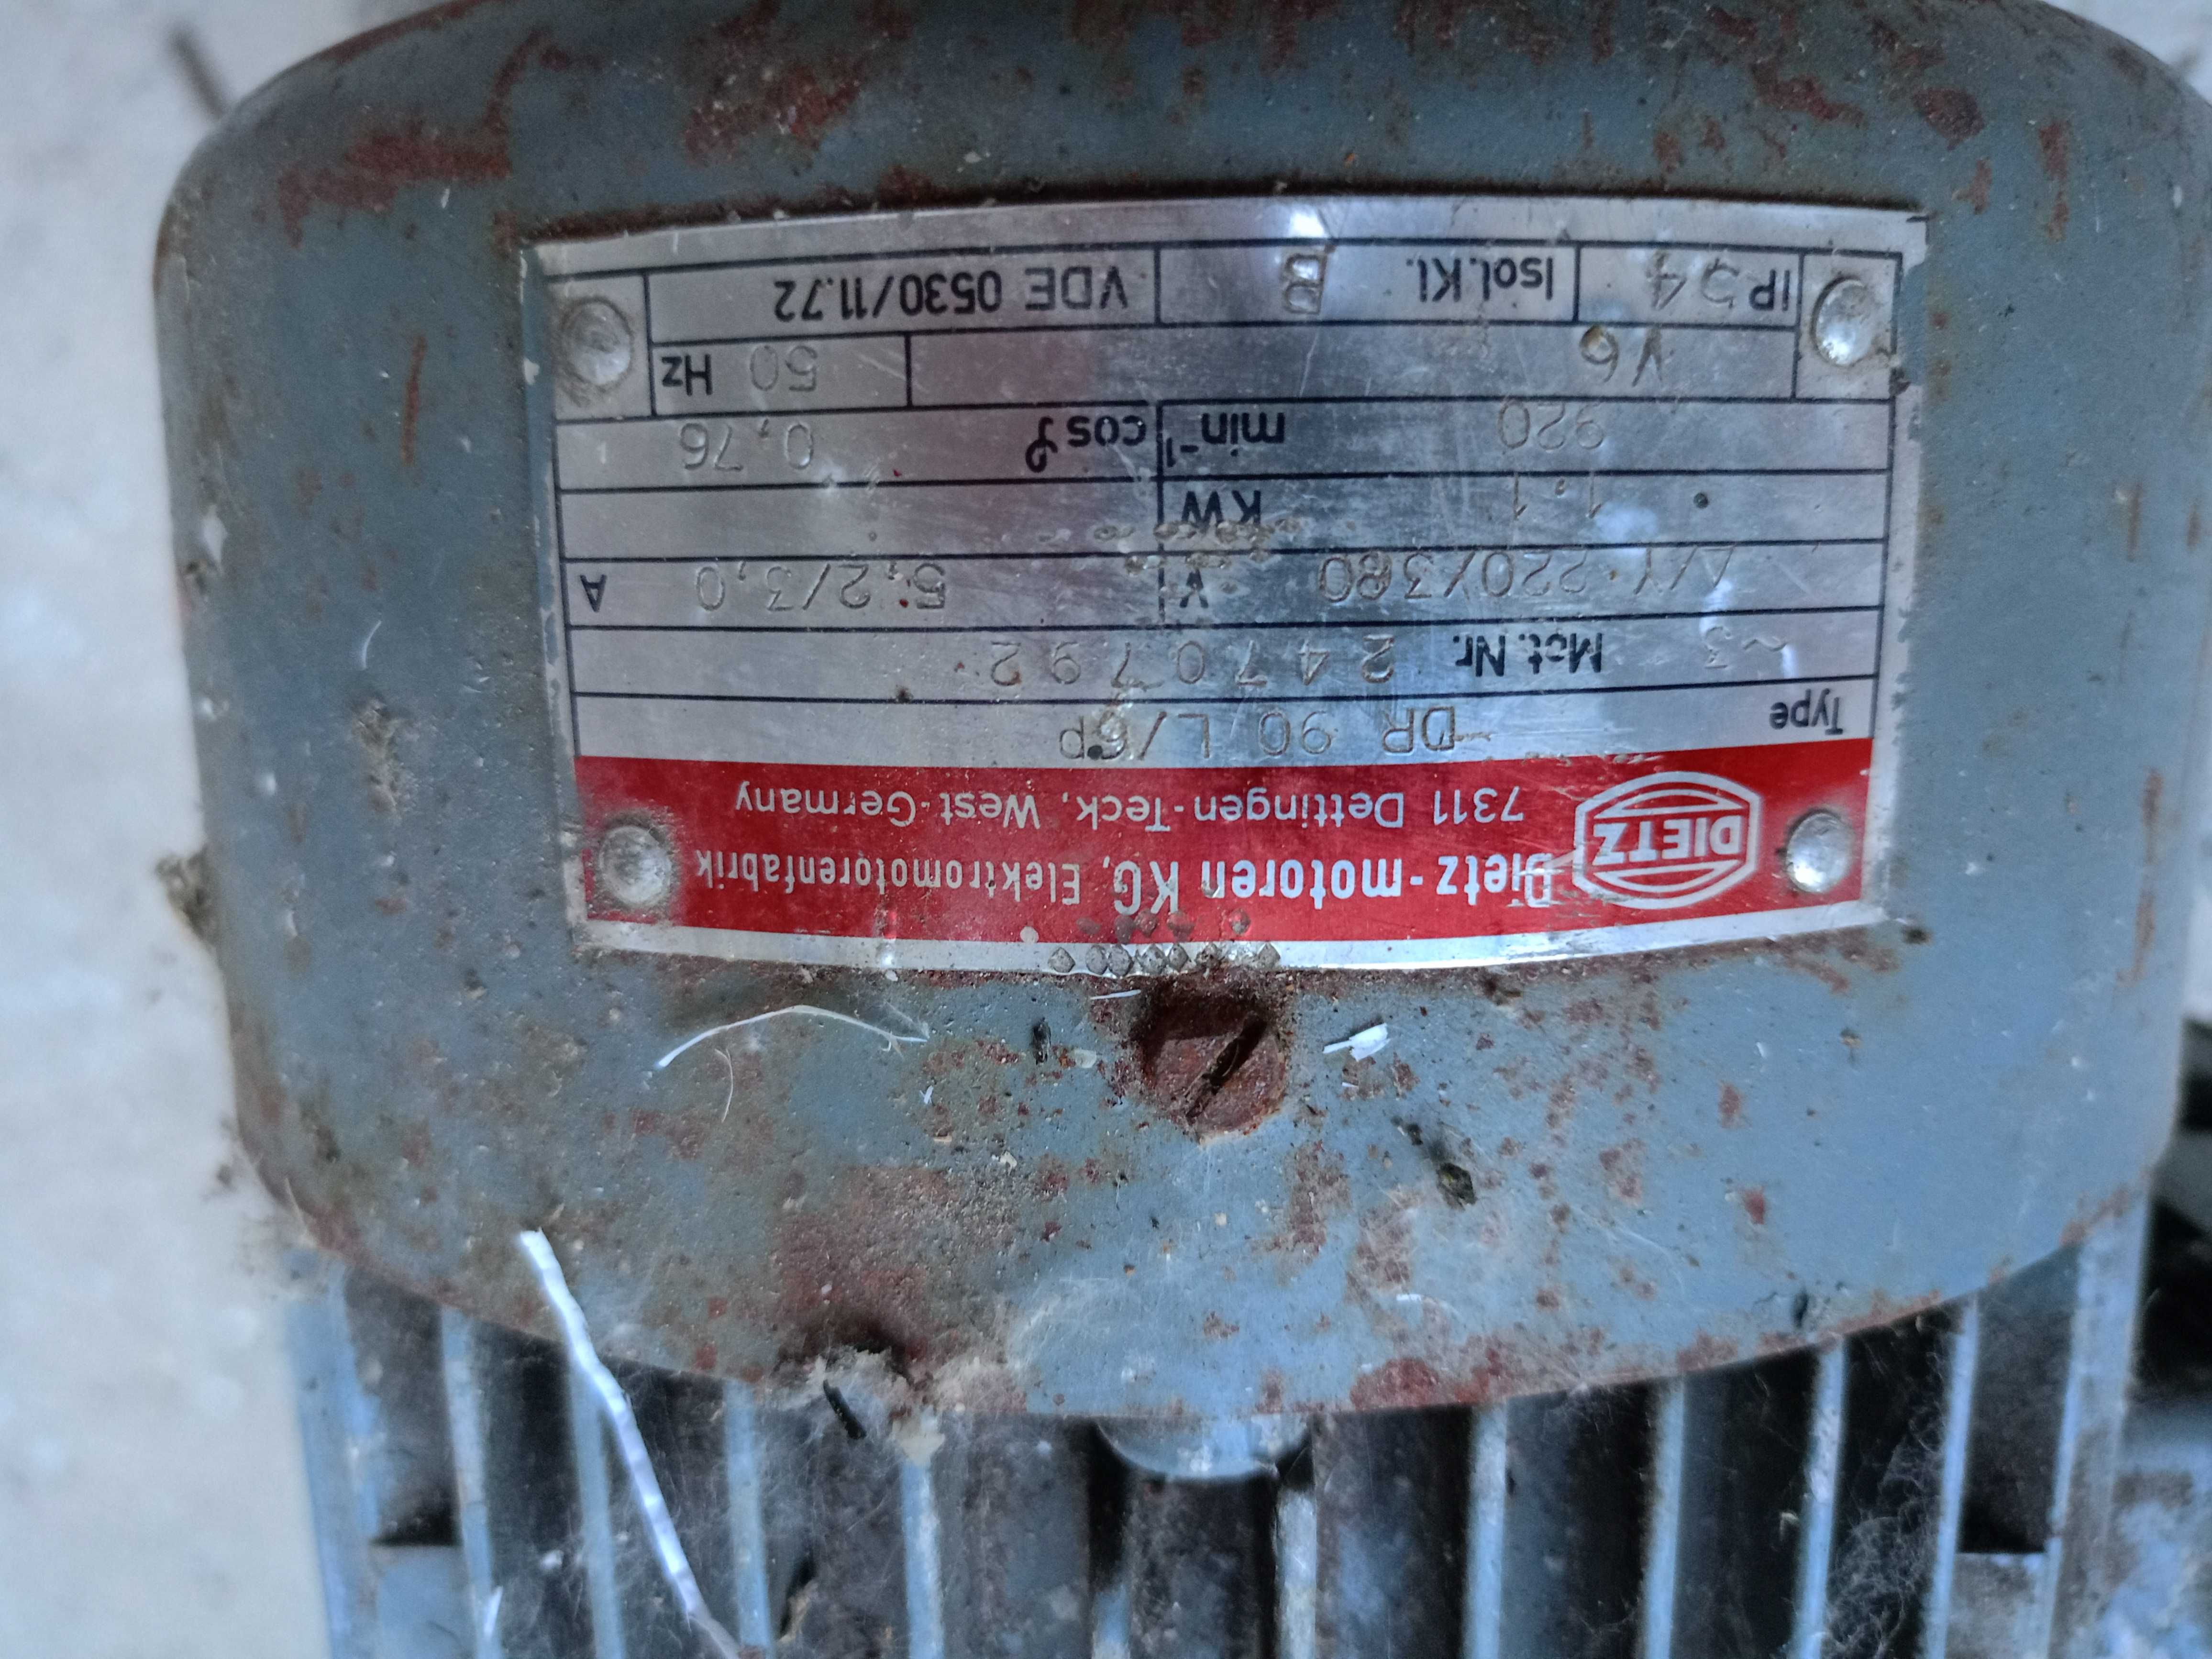 DIETZ
Dietz-motoren KG, Elektromotorenfabrik
7311 Dettingen-Teck, West-Germany
Type DR 90 L/6P
~3 Mot.Nr. 2470792
Δ/Y 220/380 V 5,2/3,0 A
1,1 KW
920 min⁻¹ cosφ 0,76
V6 50 Hz
IP54 Isol.Kl. B VDE 0530/11.72